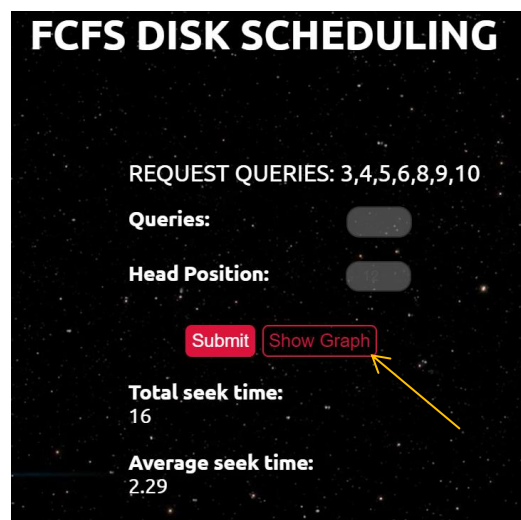 FCFS DISK SCHEDULING
REQUEST QUERIES: 3,4,5,6,8,9,10
Queries:
Head Position:
Submit Show Graph
Total seek time:
16
Average seek time:
2.29